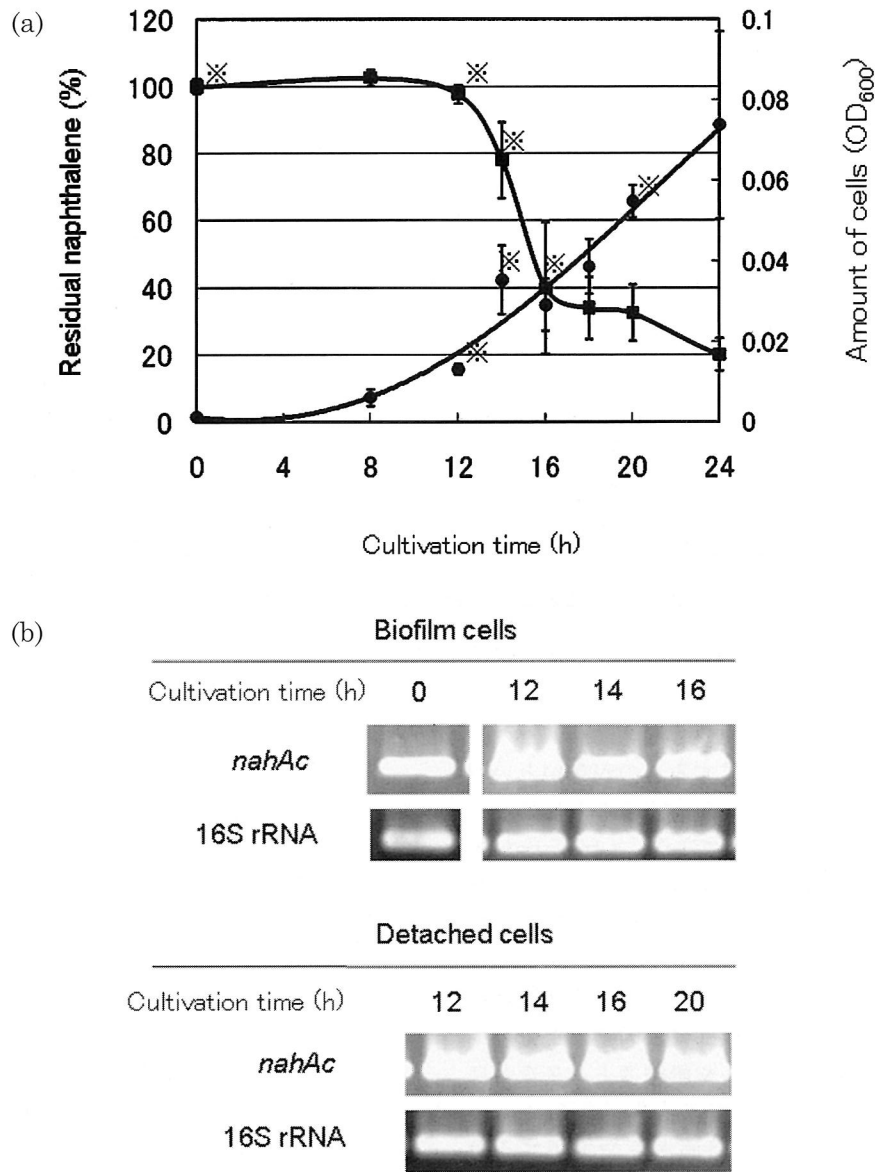 (a)
120
100
80
60
40
20
0
Residual naphthalene (%)
0.1
0.08
0.06
0.04
0.02
0
Amount of cells (OD600)
※
※
※
※
※
※
※
0 4 8 12 16 20 24
Cultivation time (h)
(b)
Biofilm cells
Cultivation time (h) 0 12 14 16
nahAc
16S rRNA
Detached cells
Cultivation time (h) 12 14 16 20
nahAc
16S rRNA